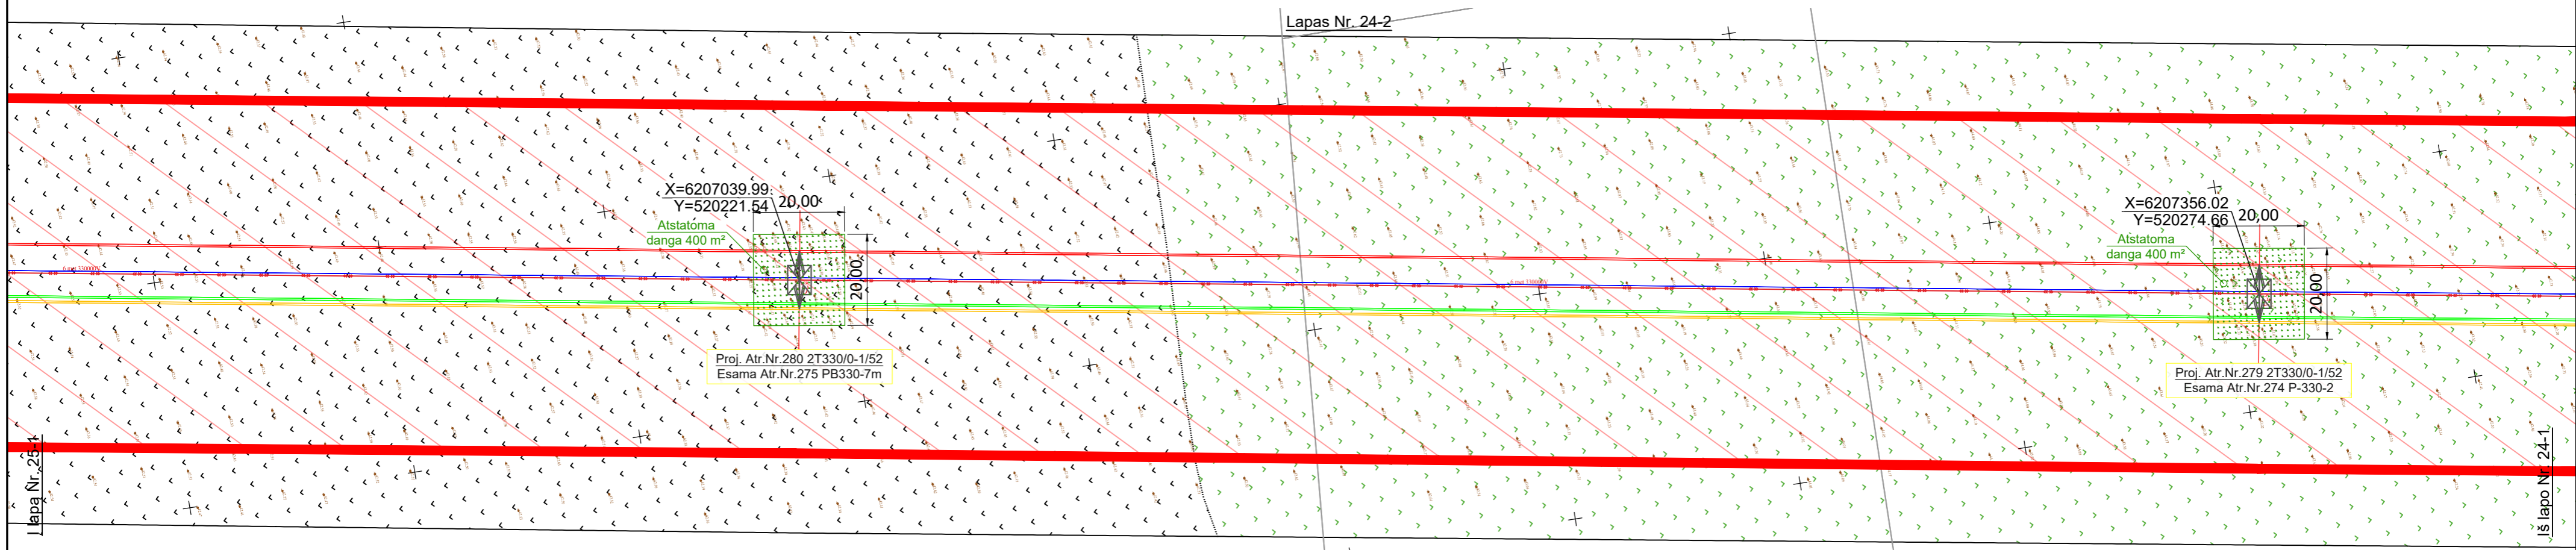 Lapas Nr. 24-2
X=6207039.99
Y=520221.54
20,00
Atstatoma
danga 400 m²
20,00
Proj. Atr.Nr.280 2T330/0-1/52
Esama Atr.Nr.275 PB330-7m
X=6207356.02
Y=520274.66
20,00
Atstatoma
danga 400 m²
20,00
Proj. Atr.Nr.279 2T330/0-1/52
Esama Atr.Nr.274 P-330-2
Į lapa Nr. 25-1
Iš lapo Nr. 24-1